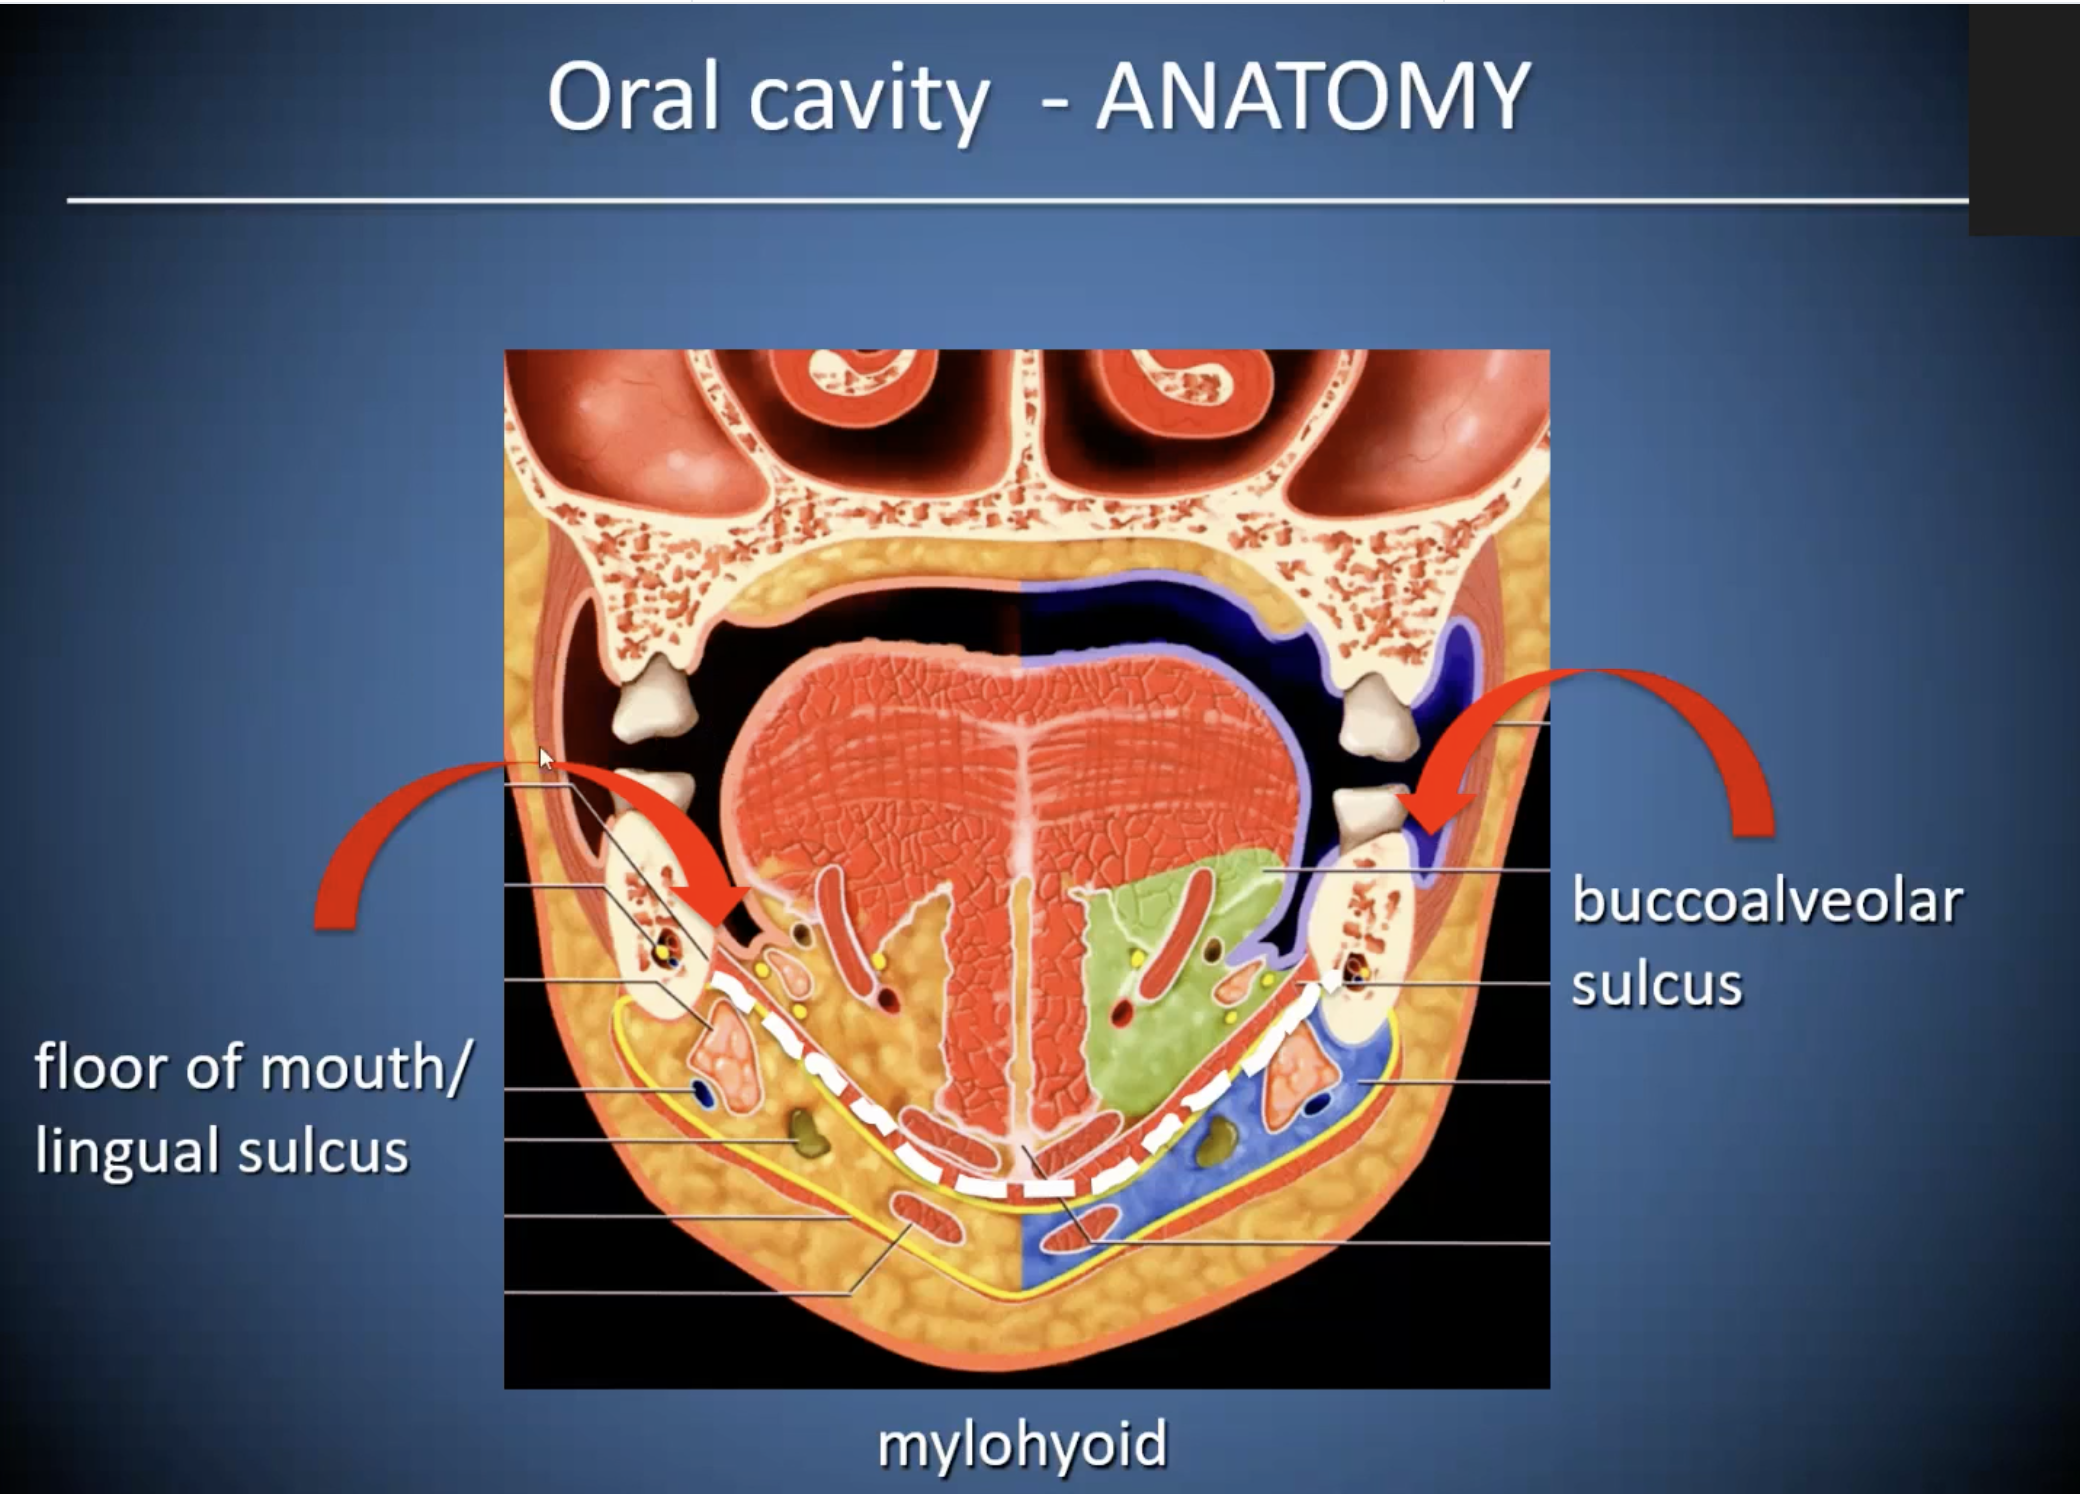 Oral cavity - ANATOMY
buccoalveolar
sulcus
floor of mouth/
lingual sulcus
mylohyoid